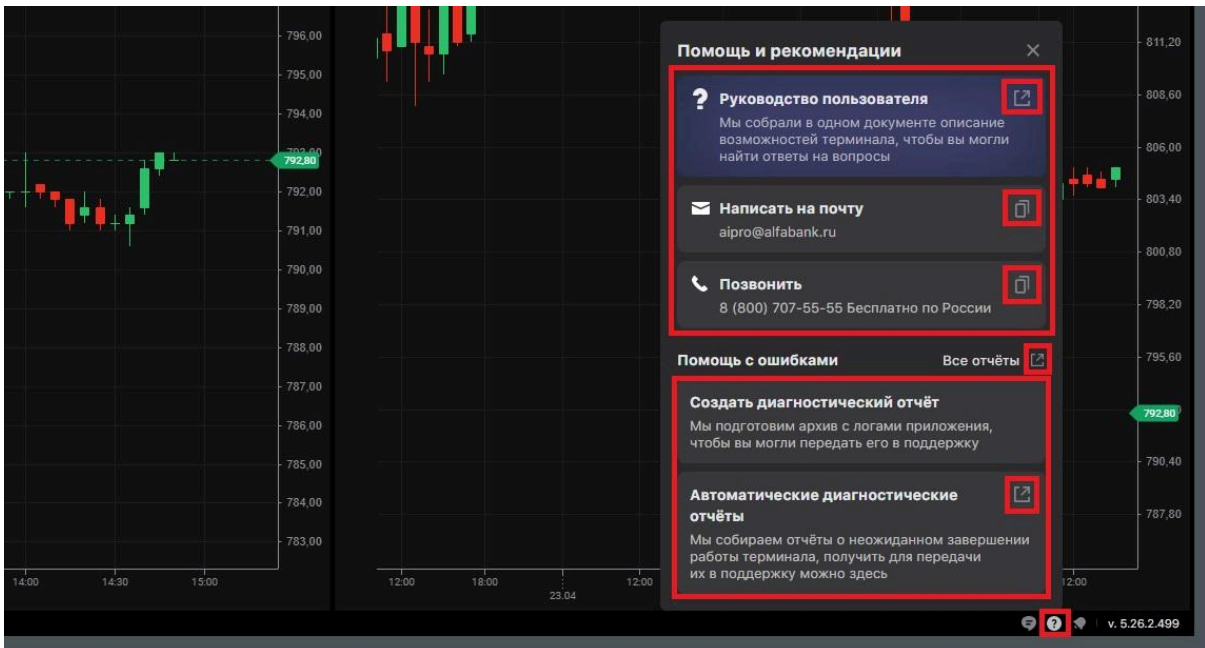 796,00
795,00
794,00
792,80
792,00
791,00
790,00
789,00
788,00
787,00
786,00
785,00
784,00
783,00
14:00 14:30 15:00
811,20
808,60
806,00
803,40
800,80
798,20
795,60
792,80
790,40
787,80
12:00 18:00 12:00 12:00
23.04
Помощь и рекомендации
Руководство пользователя
Мы собрали в одном документе описание
возможностей терминала, чтобы вы могли
найти ответы на вопросы
Написать на почту
aipro@alfabank.ru
Позвонить
8 (800) 707-55-55 Бесплатно по России
Помощь с ошибками Все отчёты
Создать диагностический отчёт
Мы подготовим архив с логами приложения,
чтобы вы могли передать его в поддержку
Автоматические диагностические
отчёты
Мы собираем отчёты о неожиданном завершении
работы терминала, получить для передачи
их в поддержку можно здесь
v. 5.26.2.499